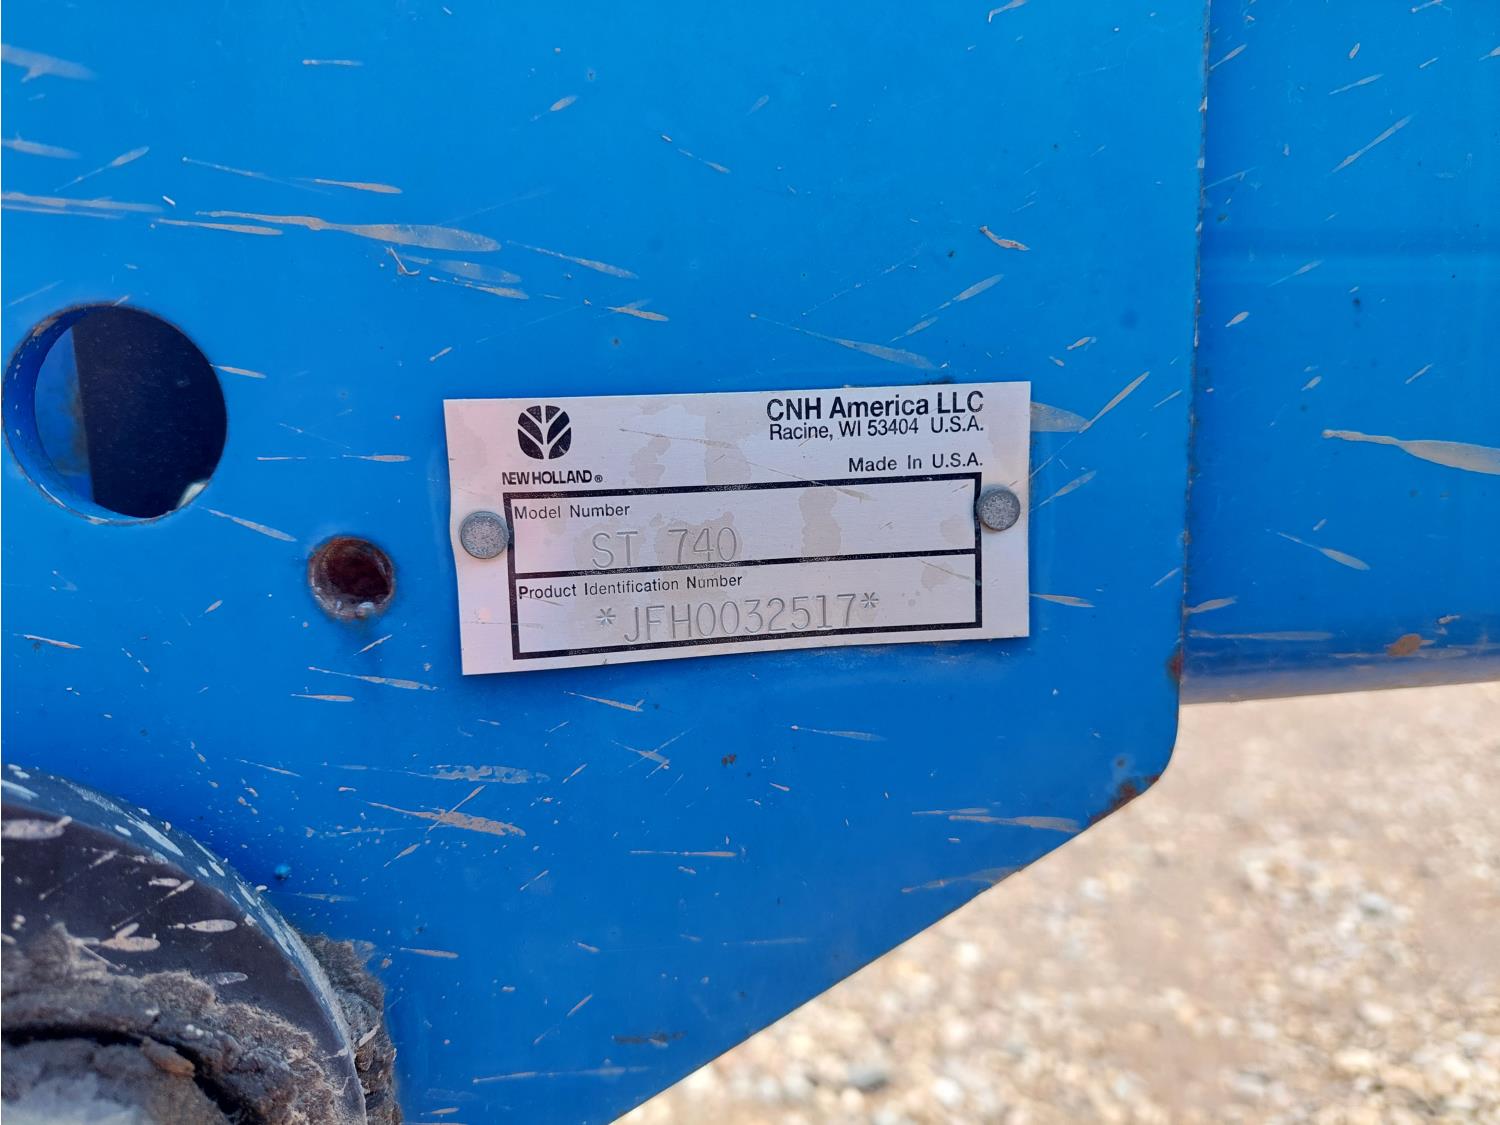 CNH America LLC
Racine, WI 53404 U.S.A.
Made In U.S.A.
NEW HOLLAND®
Model Number
ST 740
Product Identification Number
*JFH0032517*